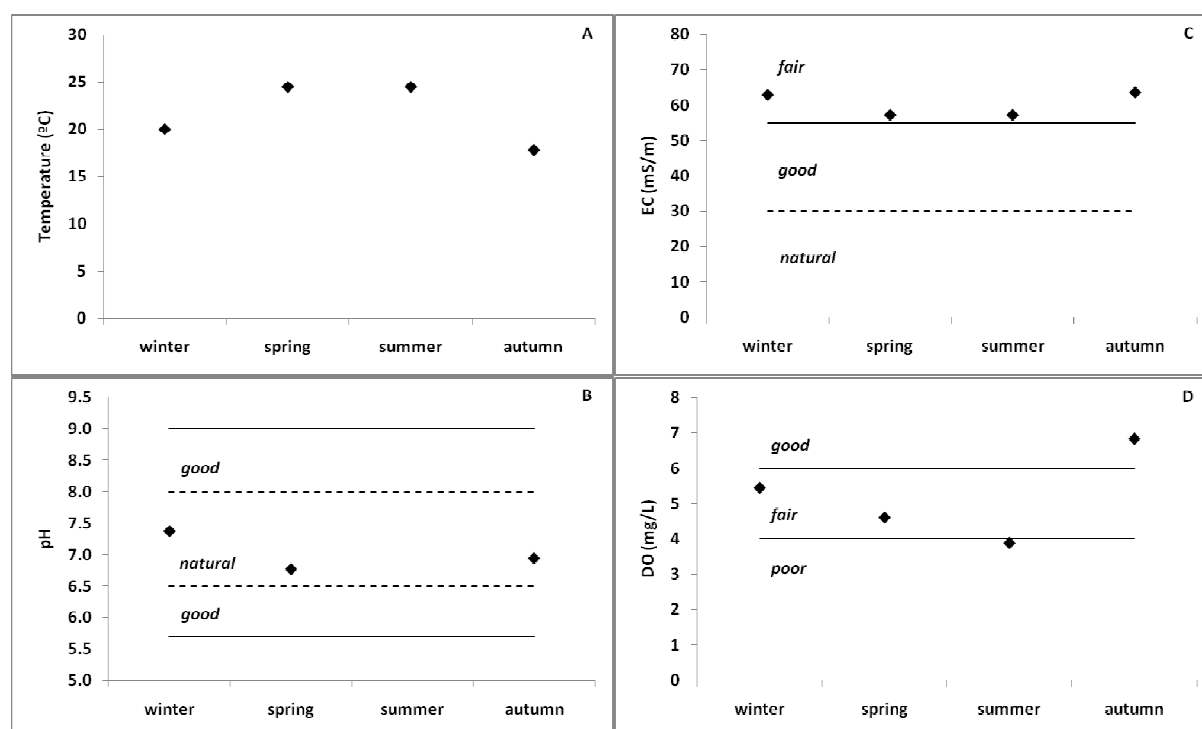 A
Temperature (ºC)
30
25
20
15
10
5
0
winter spring summer autumn
C
EC (mS/m)
80
70
60
50
40
30
20
10
0
fair
good
natural
winter spring summer autumn
B
pH
9.5
9.0
8.5
8.0
7.5
7.0
6.5
6.0
5.5
5.0
good
natural
good
winter spring summer autumn
D
DO (mg/L)
8
7
6
5
4
3
2
1
0
good
fair
poor
winter spring summer autumn